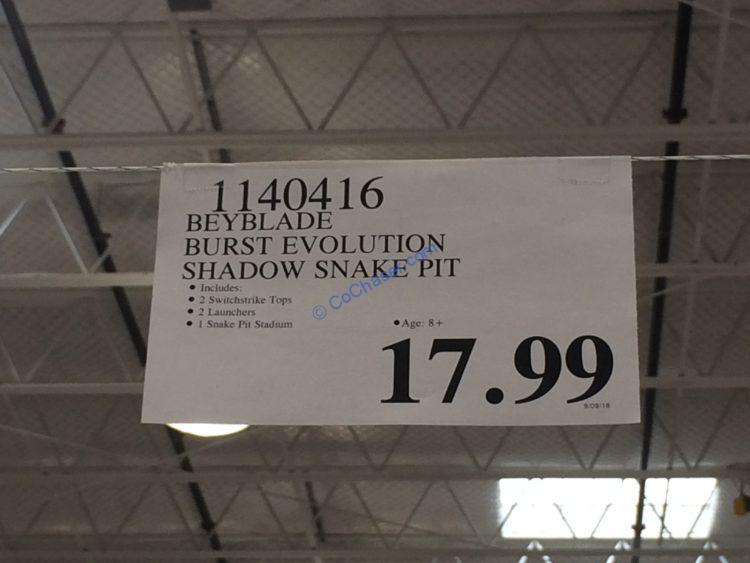 1140416
BEYBLADE
BURST EVOLUTION
SHADOW SNAKE PIT
• Includes:
• 2 Switchstrike Tops
• 2 Launchers
• 1 Snake Pit Stadium
• Age: 8+
17.99
9/09/18
© CoChaser.com